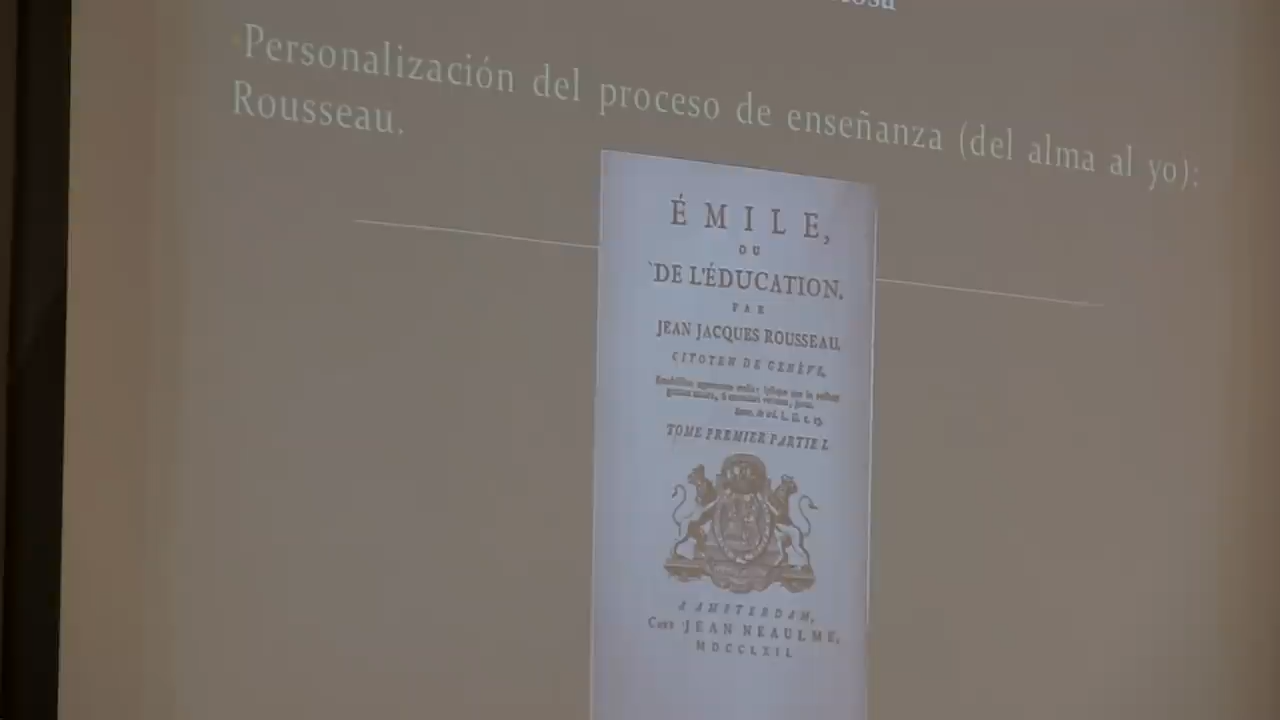 Personalización del proceso de enseñanza (del alma al yo):
Rousseau.
ÉMILE,
OU
DE L'ÉDUCATION.
PAR
JEAN JACQUES ROUSSEAU,
CITOYEN DE GENÈVE,
TOME PREMIER PARTIE I.
A AMSTERDAM,
JEAN NEAULME,
MDCCLXII.